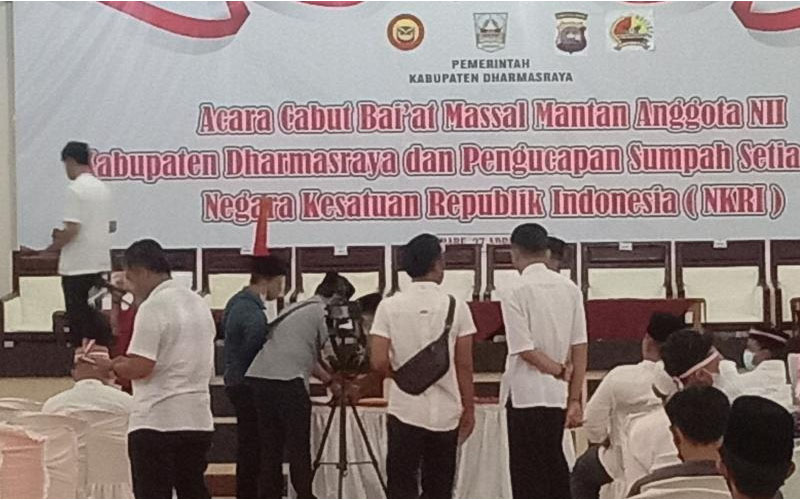 PEMERINTAH
KABUPATEN DHARMASRAYA
Acara Cabut Bai'at Massal Mantan Anggota NII
Kabupaten Dharmasraya dan Pengucapan Sumpah Setia
Negara Kesatuan Republik Indonesia ( NKRI )
27